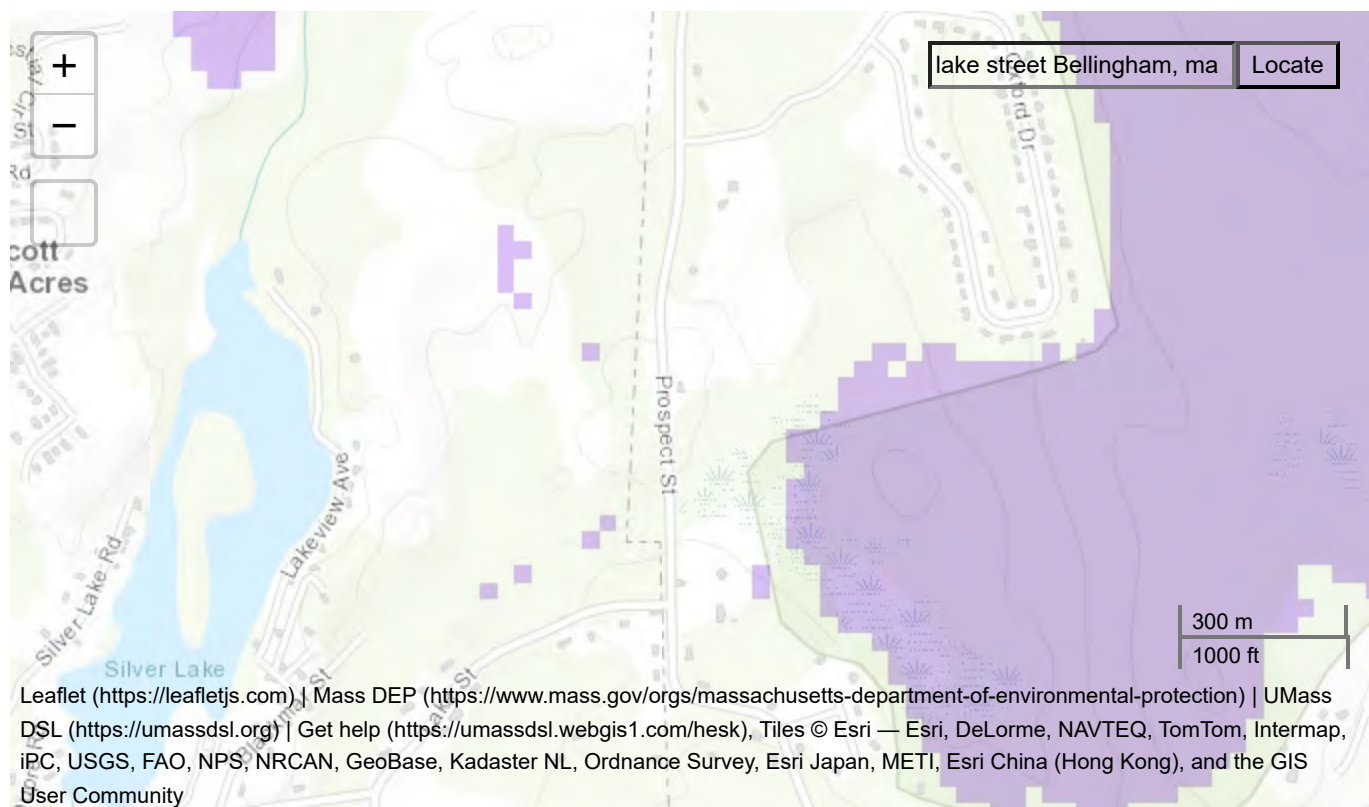 +
−
lake street Bellingham, ma
Locate
Oxford Dr
Rd
cott
Acres
Prospect St
Lakeview Ave
Silver Lake Rd
300 m
1000 ft
Silver Lake
Lake St
Leaflet (https://leafletjs.com) | Mass DEP (https://www.mass.gov/orgs/massachusetts-department-of-environmental-protection) | UMass
DSL (https://umassdsl.org) | Get help (https://umassdsl.webgis1.com/hesk), Tiles © Esri — Esri, DeLorme, NAVTEQ, TomTom, Intermap,
iPC, USGS, FAO, NPS, NRCAN, GeoBase, Kadaster NL, Ordnance Survey, Esri Japan, METI, Esri China (Hong Kong), and the GIS
User Community